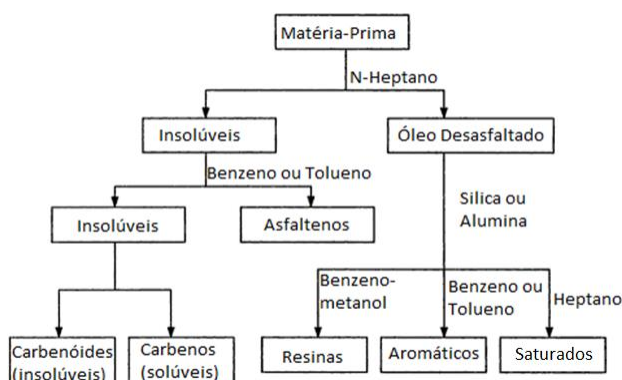 Matéria-Prima
N-Heptano
Insolúveis
Óleo Desasfaltado
Benzeno ou Tolueno
Insolúveis
Asfaltenos
Silica ou
Alumina
Benzeno-
metanol
Benzeno ou
Tolueno
Heptano
Carbenóides
(insolúveis)
Carbenos
(solúveis)
Resinas
Aromáticos
Saturados